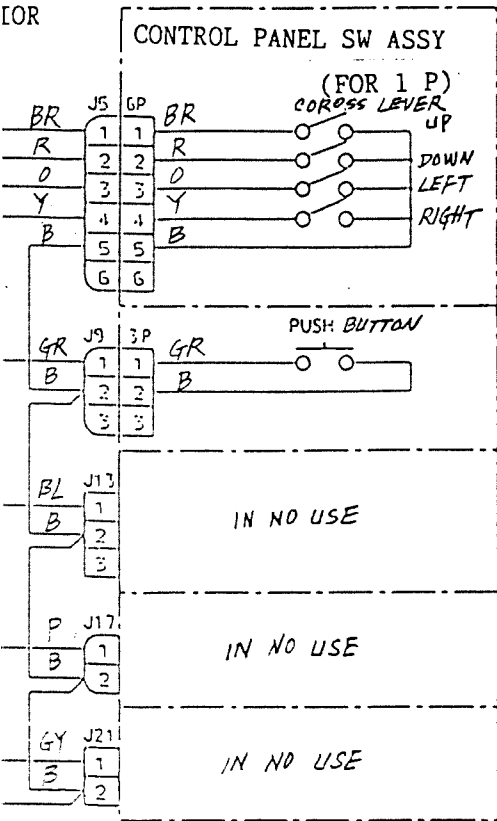 IOR
CONTROL PANEL SW ASSY
(FOR 1 P)
COROSS LEVER
J5 6P
BR 1 1 BR UP
R 2 2 R DOWN
O 3 3 O LEFT
Y 4 4 Y RIGHT
B 5 5 B
6 6
PUSH BUTTON
J9 3P
GR 1 1 GR
B 2 2 B
3 3
J13
BL 1
B 2
3
IN NO USE
J17
P 1
B 2
IN NO USE
J21
GY 1
B 2
IN NO USE